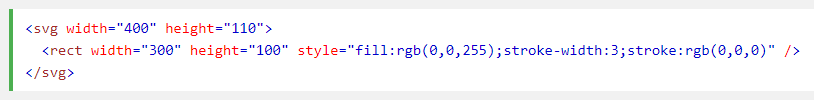 <svg width="400" height="110">
  <rect width="300" height="100" style="fill:rgb(0,0,255);stroke-width:3;stroke:rgb(0,0,0)" />
</svg>